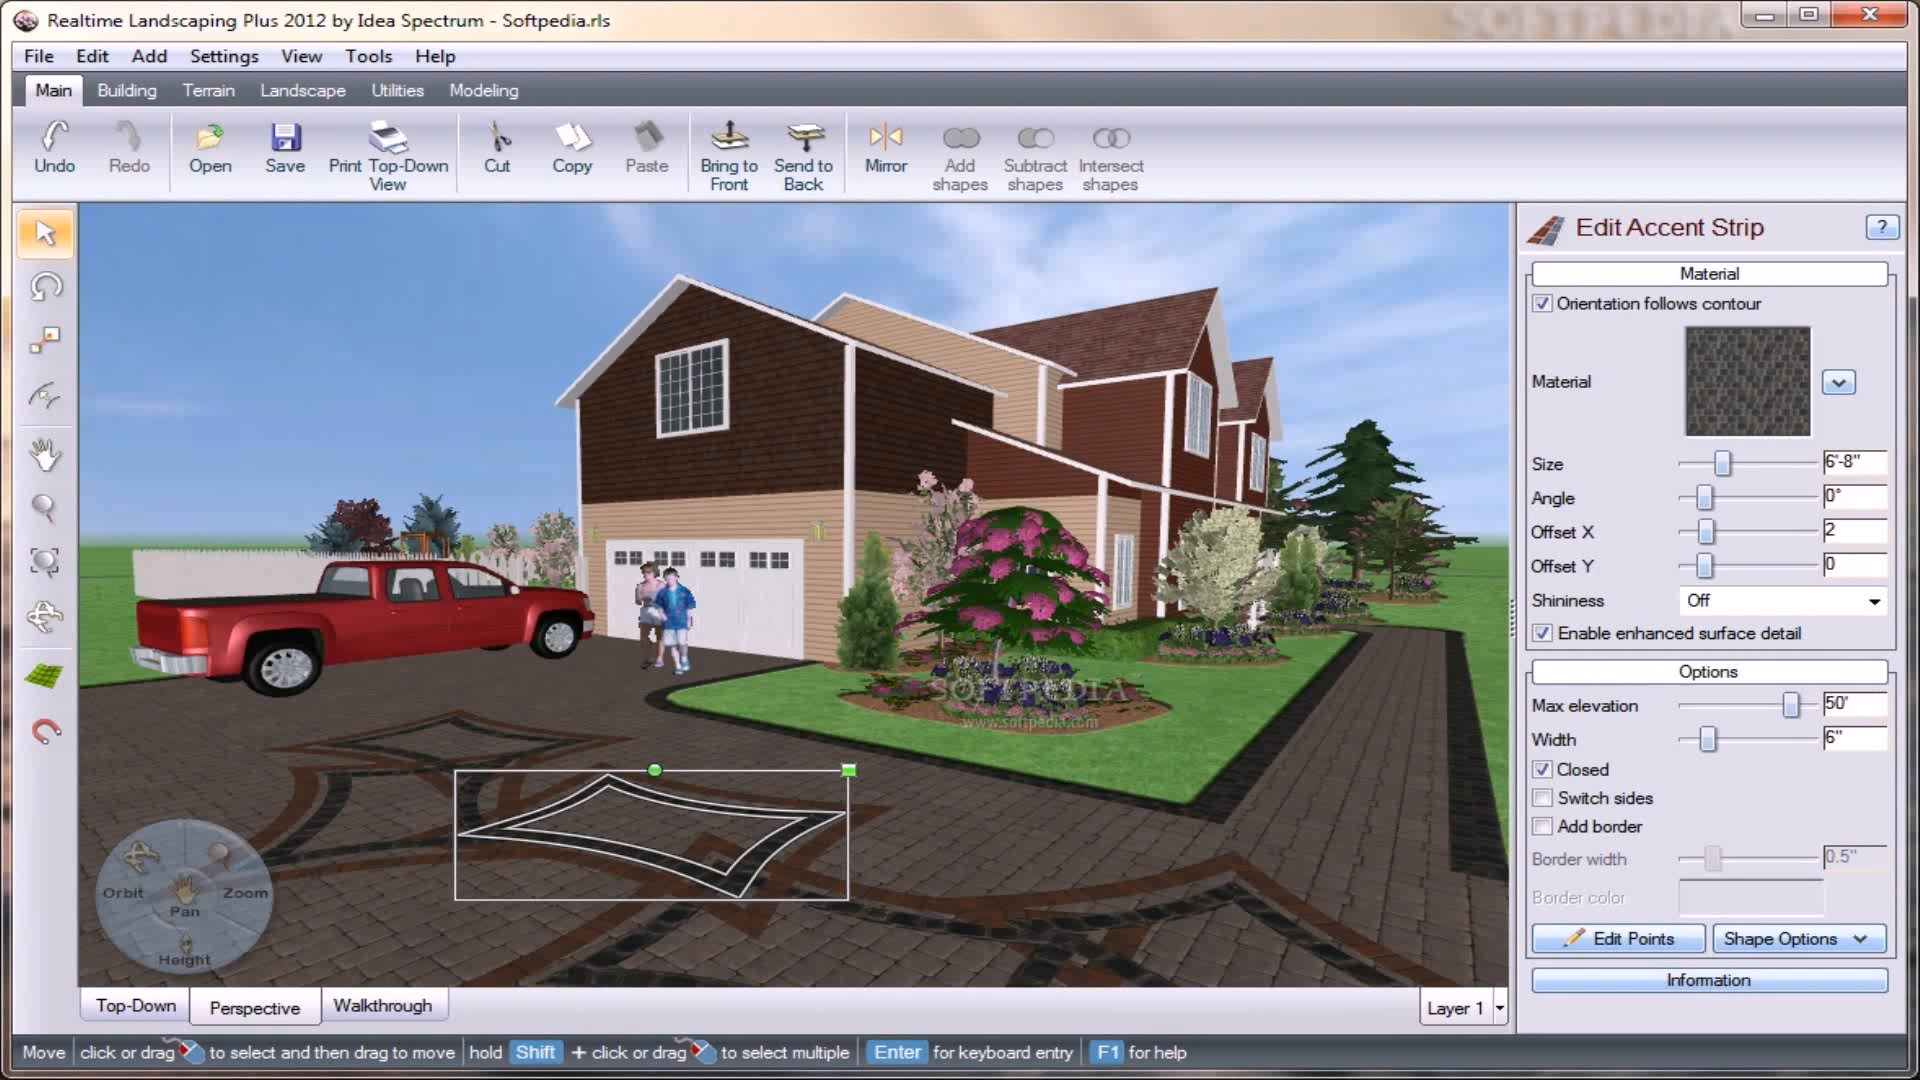 Realtime Landscaping Plus 2012 by Idea Spectrum - Softpedia.rls
SOFTPEDIA
File Edit Add Settings View Tools Help
Main Building Terrain Landscape Utilities Modeling
Undo Redo Open Save Print Top-Down View Cut Copy Paste Bring to Front Send to Back Mirror Add shapes Subtract shapes Intersect shapes
Edit Accent Strip ?
Material
Orientation follows contour
Material
Size 6'-8"
Angle 0°
Offset X 2
Offset Y 0
Shininess Off
Enable enhanced surface detail
Options
Max elevation 50'
Width 6"
Closed
Switch sides
Add border
Border width 0.5"
Border color
Edit Points Shape Options
Information
SOFTPEDIA
www.softpedia.com
Orbit Zoom
Pan
Height
Top-Down Perspective Walkthrough Layer 1
Move click or drag to select and then drag to move hold Shift + click or drag to select multiple Enter for keyboard entry F1 for help